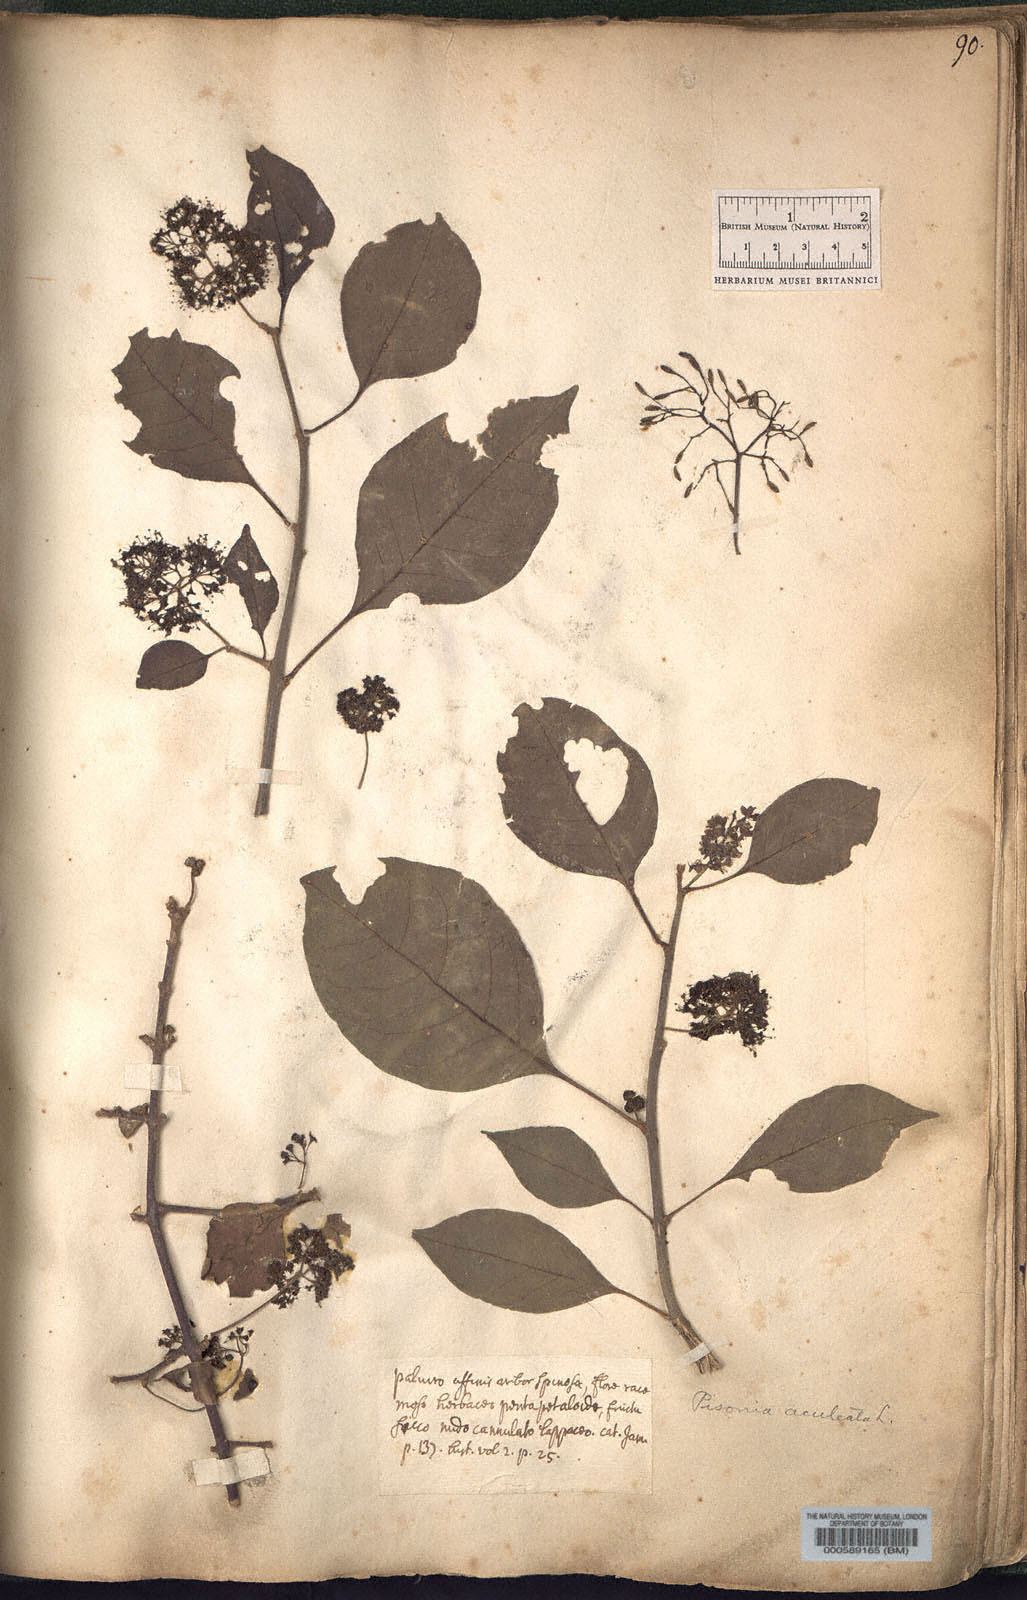 90.
1 2
BRITISH MUSEUM (NATURAL HISTORY)
1 2 3 4 5
HERBARIUM MUSEI BRITANNICI
paliuro affinis arbor spinosa, flore race
moso herbaceo pentapetaloide, fructu
sicco nudo cannulato lappaceo. cat. Jam.
p. 137. hist. vol 2. p. 25.
Pisonia aculeata L.
THE NATURAL HISTORY MUSEUM, LONDON
DEPARTMENT OF BOTANY
000589165 (BM)